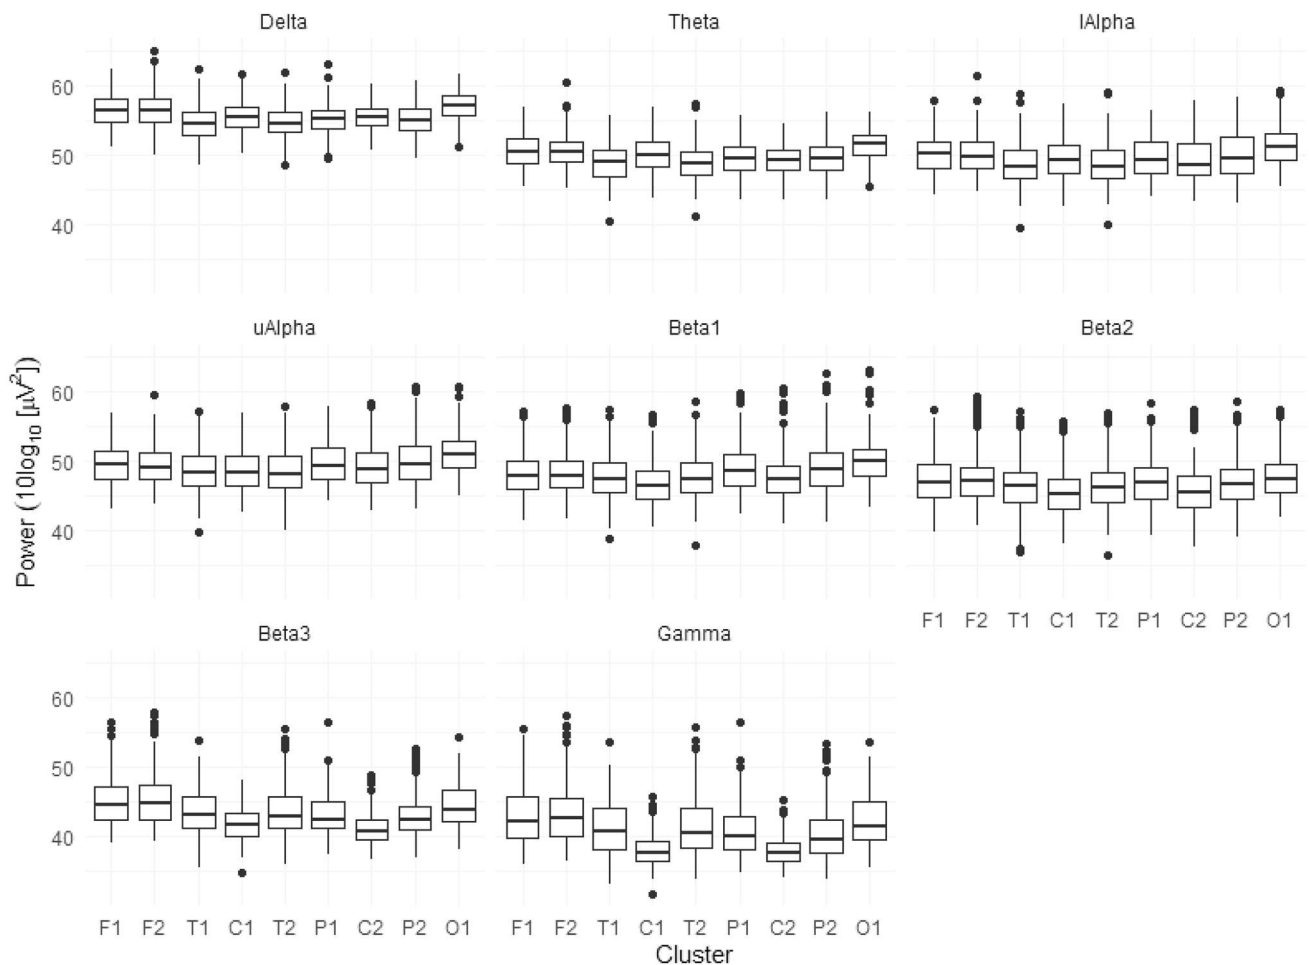 Delta Theta lAlpha
60
50
40
uAlpha Beta1 Beta2
60
50
40
F1 F2 T1 C1 T2 P1 C2 P2 O1
Beta3 Gamma
60
50
40
F1 F2 T1 C1 T2 P1 C2 P2 O1 F1 F2 T1 C1 T2 P1 C2 P2 O1
Cluster
Power (10log₁₀ [μV²])